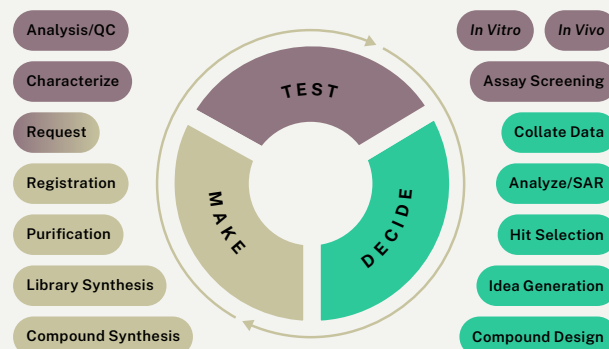 Analysis/QC
Characterize
Request
Registration
Purification
Library Synthesis
Compound Synthesis
TEST
MAKE
DECIDE
In Vitro In Vivo
Assay Screening
Collate Data
Analyze/SAR
Hit Selection
Idea Generation
Compound Design